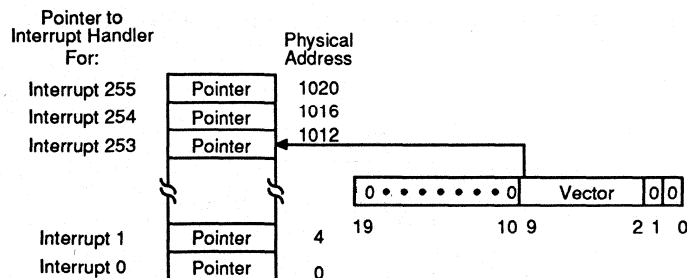 Pointer to
Interrupt Handler
For:
Physical
Address
Interrupt 255 Pointer 1020
Interrupt 254 Pointer 1016
Interrupt 253 Pointer 1012
0 • • • • • • • 0 Vector 0 0
19 10 9 2 1 0
Interrupt 1 Pointer 4
Interrupt 0 Pointer 0